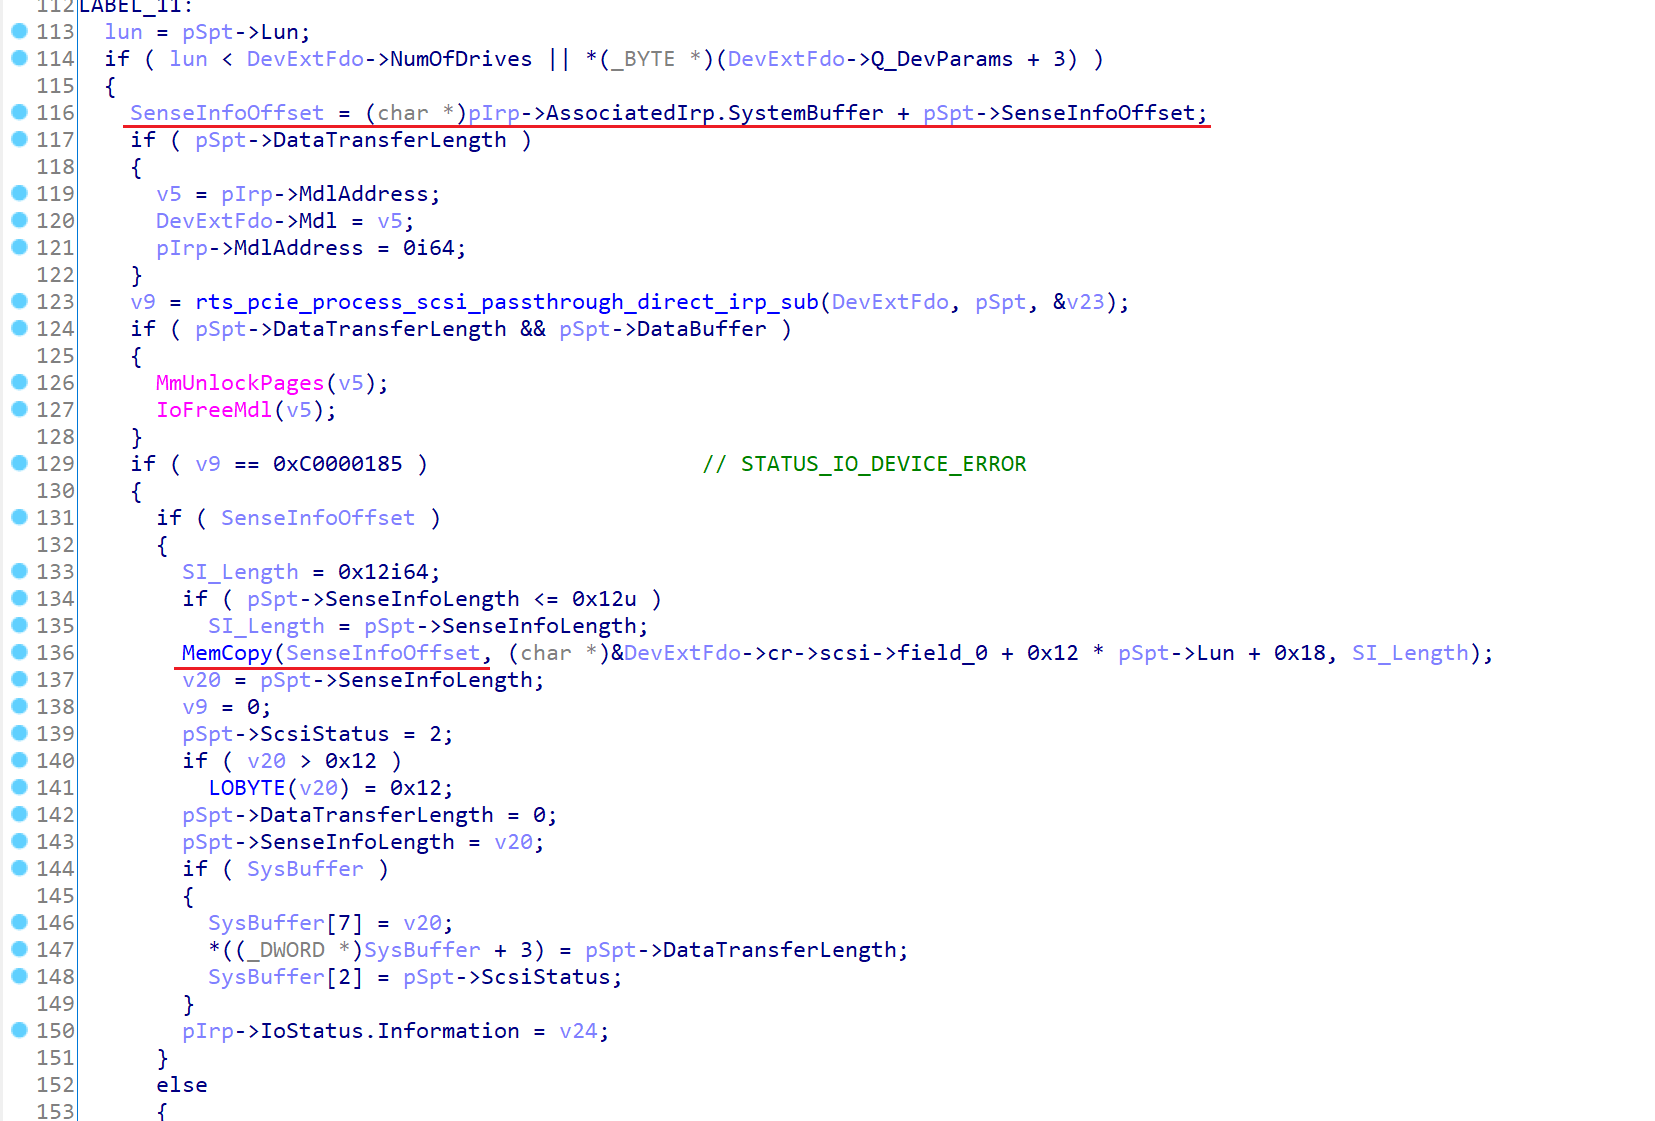 112 LABEL_11:
113   lun = pSpt->Lun;
114   if ( lun < DevExtFdo->NumOfDrives || *(_BYTE *)(DevExtFdo->Q_DevParams + 3) )
115   {
116     SenseInfoOffset = (char *)pIrp->AssociatedIrp.SystemBuffer + pSpt->SenseInfoOffset;
117     if ( pSpt->DataTransferLength )
118     {
119       v5 = pIrp->MdlAddress;
120       DevExtFdo->Mdl = v5;
121       pIrp->MdlAddress = 0i64;
122     }
123     v9 = rts_pcie_process_scsi_passthrough_direct_irp_sub(DevExtFdo, pSpt, &v23);
124     if ( pSpt->DataTransferLength && pSpt->DataBuffer )
125     {
126       MmUnlockPages(v5);
127       IoFreeMdl(v5);
128     }
129     if ( v9 == 0xC0000185 )                     // STATUS_IO_DEVICE_ERROR
130     {
131       if ( SenseInfoOffset )
132       {
133         SI_Length = 0x12i64;
134         if ( pSpt->SenseInfoLength <= 0x12u )
135           SI_Length = pSpt->SenseInfoLength;
136         MemCopy(SenseInfoOffset, (char *)&DevExtFdo->cr->scsi->field_0 + 0x12 * pSpt->Lun + 0x18, SI_Length);
137         v20 = pSpt->SenseInfoLength;
138         v9 = 0;
139         pSpt->ScsiStatus = 2;
140         if ( v20 > 0x12 )
141           LOBYTE(v20) = 0x12;
142         pSpt->DataTransferLength = 0;
143         pSpt->SenseInfoLength = v20;
144         if ( SysBuffer )
145         {
146           SysBuffer[7] = v20;
147           *((_DWORD *)SysBuffer + 3) = pSpt->DataTransferLength;
148           SysBuffer[2] = pSpt->ScsiStatus;
149         }
150         pIrp->IoStatus.Information = v24;
151       }
152       else
153       {